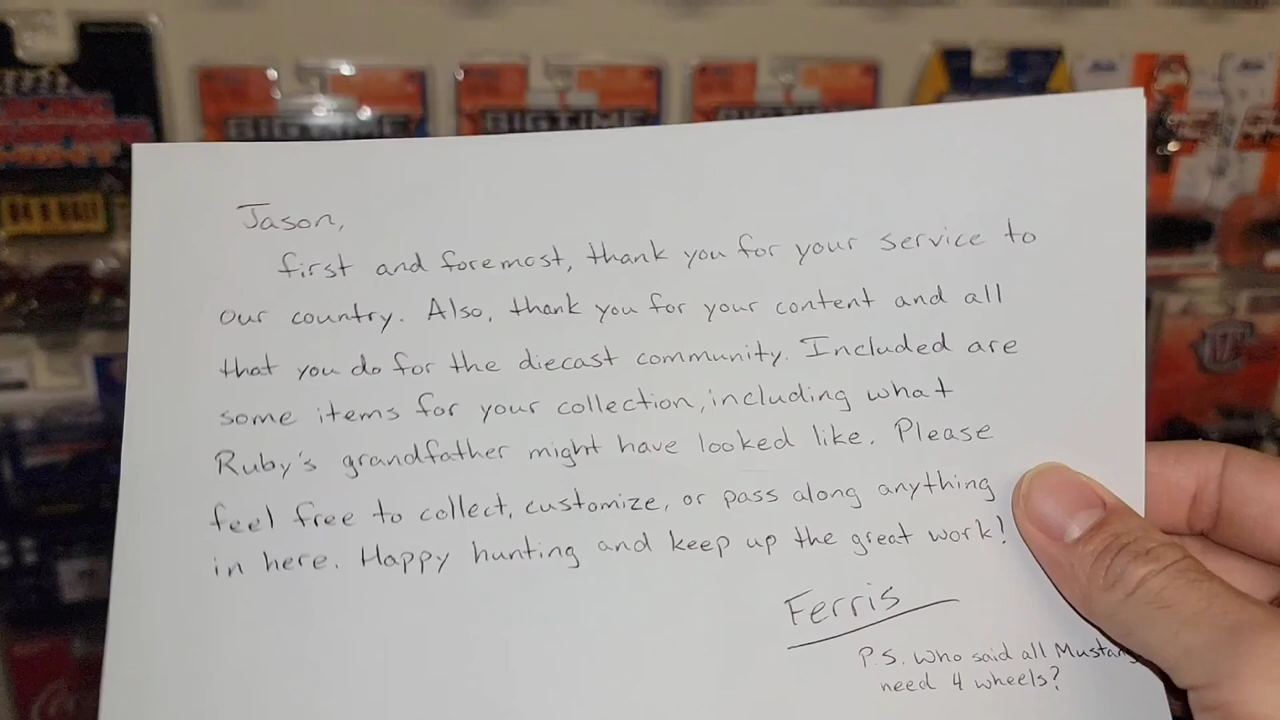 BIGTIME BIGTIME
Jason,
first and foremost, thank you for your service to
our country. Also, thank you for your content and all
that you do for the diecast community. Included are
some items for your collection, including what
Ruby's grandfather might have looked like. Please
feel free to collect, customize, or pass along anything
in here. Happy hunting and keep up the great work!
Ferris
P.S. Who said all
need 4 wheels?